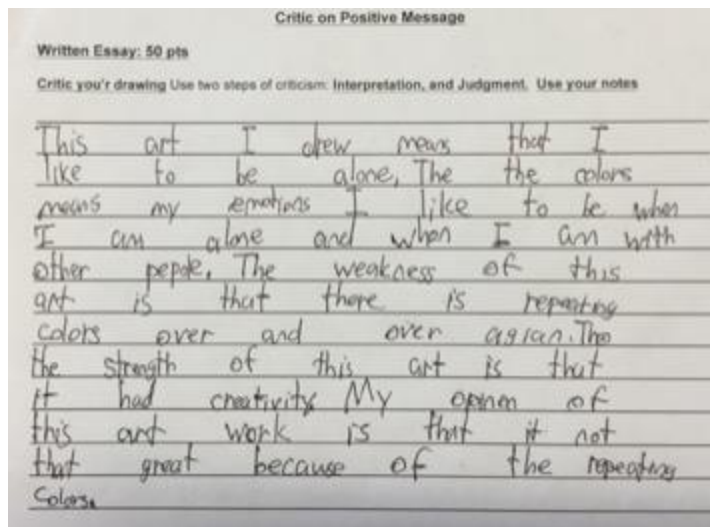 Critic on Positive Message
Written Essay: 50 pts
Critic you'r drawing Use two steps of criticism: Interpretation, and Judgment. Use your notes
This art I drew means that I
like to be alone, The the colors
means my emotions I like to be when
I am alone and when I am with
other pepole, The weakness of this
art is that there is repeating
colors over and over agian. The
the strength of this art is that
it had creativity My opinon of
this art work is that it not
that great because of the repeating
Colors.